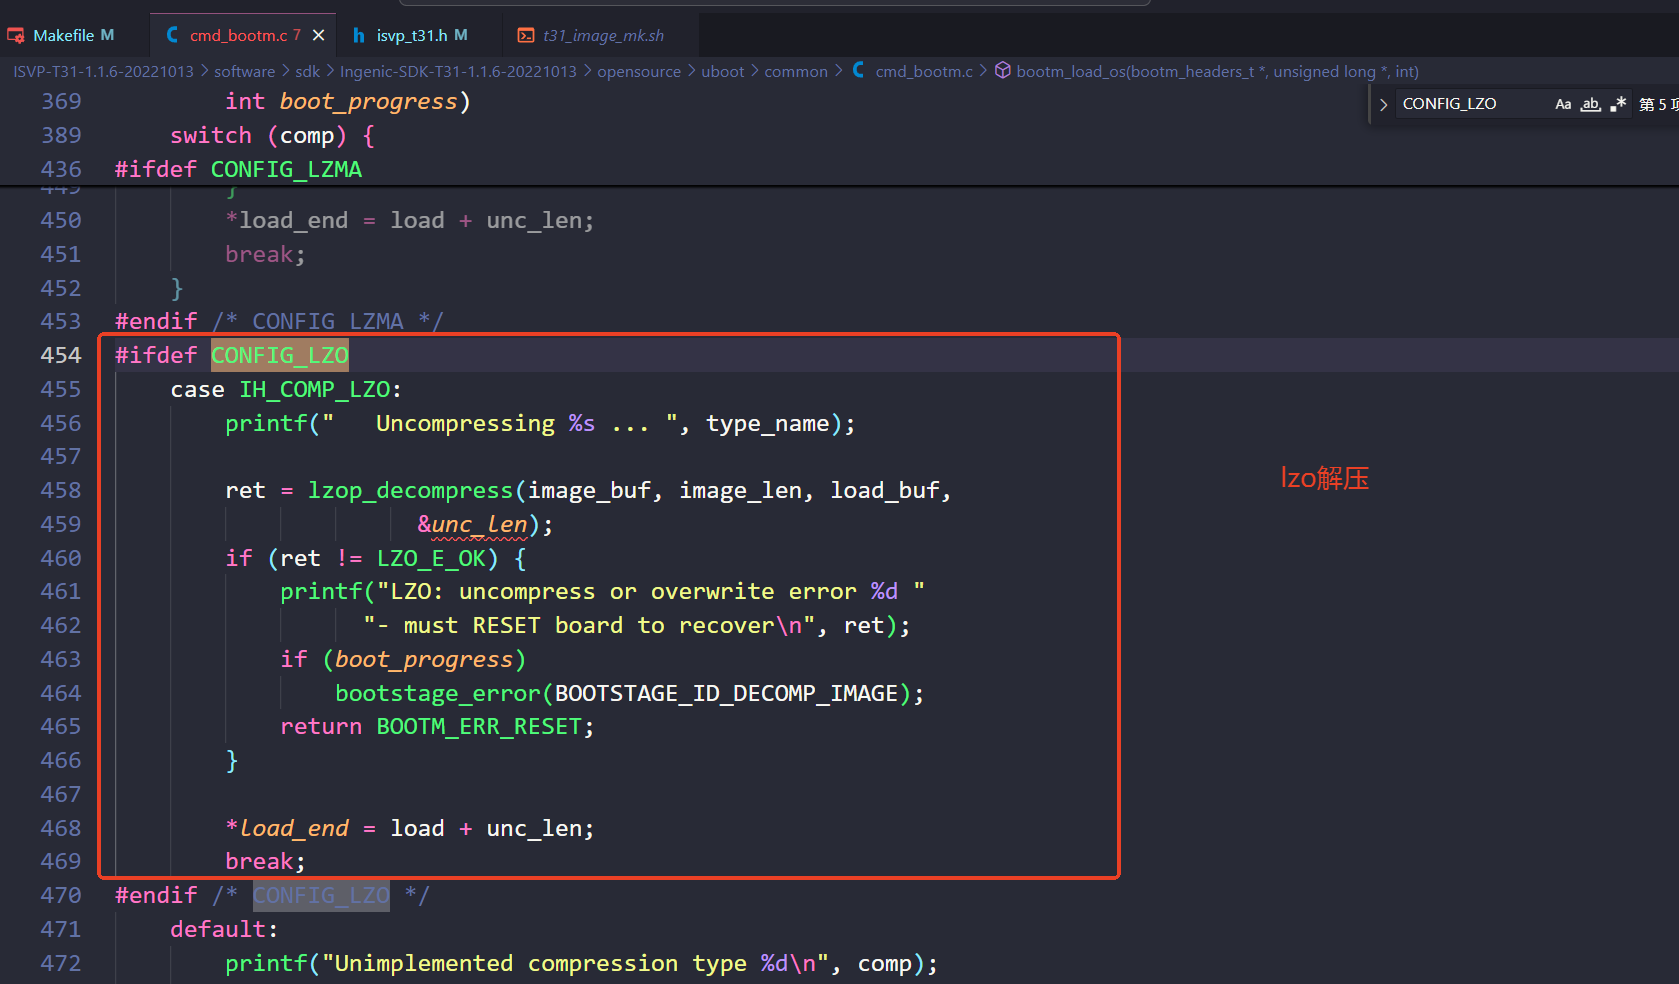 Makefile M
cmd_bootm.c 7
isvp_t31.h M
t31_image_mk.sh
ISVP-T31-1.1.6-20221013 > software > sdk > Ingenic-SDK-T31-1.1.6-20221013 > opensource > uboot > common > C cmd_bootm.c > bootm_load_os(bootm_headers_t *, unsigned long *, int)
CONFIG_LZO Aa ab .* 第 5
369 int boot_progress)
389 switch (comp) {
436 #ifdef CONFIG_LZMA
449 }
450 *load_end = load + unc_len;
451 break;
452 }
453 #endif /* CONFIG_LZMA */
454 #ifdef CONFIG_LZO
455 case IH_COMP_LZO:
456 printf("   Uncompressing %s ... ", type_name);
457
458 ret = lzop_decompress(image_buf, image_len, load_buf,
lzo解压
459 &unc_len);
460 if (ret != LZO_E_OK) {
461 printf("LZO: uncompress or overwrite error %d "
462 "- must RESET board to recover\n", ret);
463 if (boot_progress)
464 bootstage_error(BOOTSTAGE_ID_DECOMP_IMAGE);
465 return BOOTM_ERR_RESET;
466 }
467
468 *load_end = load + unc_len;
469 break;
470 #endif /* CONFIG_LZO */
471 default:
472 printf("Unimplemented compression type %d\n", comp);